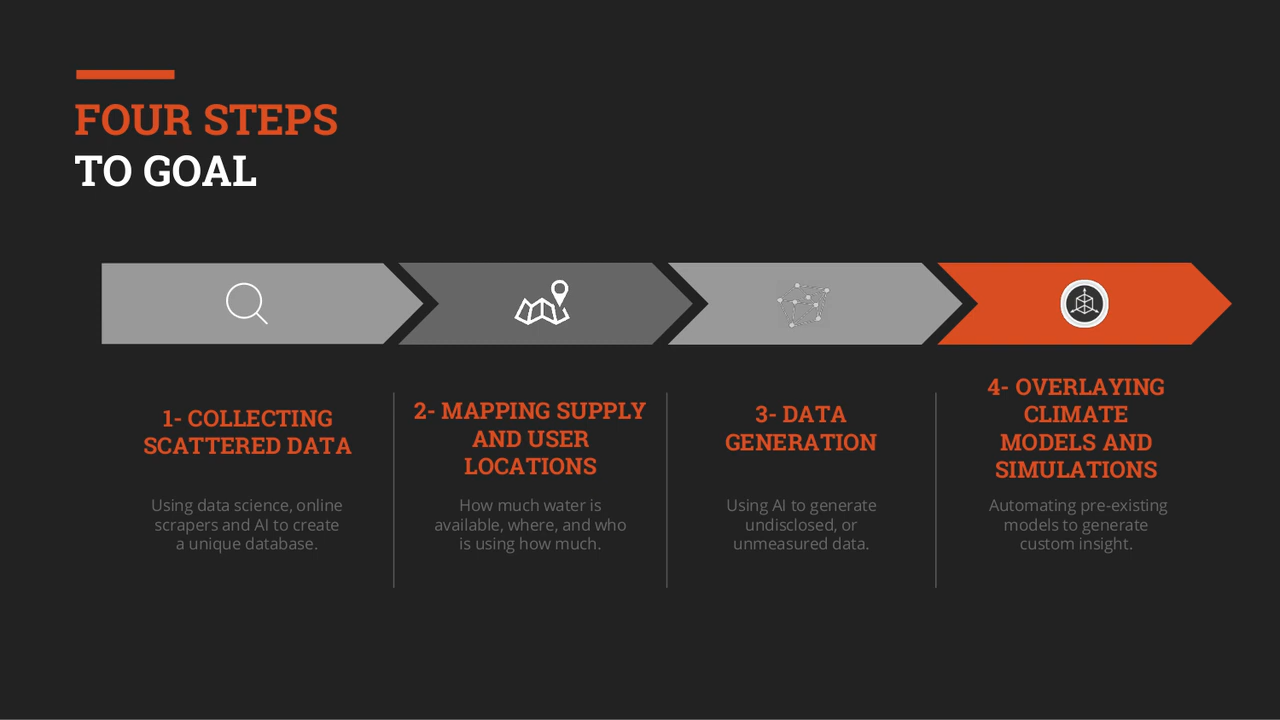 FOUR STEPS
TO GOAL
1- COLLECTING
SCATTERED DATA
Using data science, online
scrapers and AI to create
a unique database.
2- MAPPING SUPPLY
AND USER
LOCATIONS
How much water is
available, where, and who
is using how much.
3- DATA
GENERATION
Using AI to generate
undisclosed, or
unmeasured data.
4- OVERLAYING
CLIMATE
MODELS AND
SIMULATIONS
Automating pre-existing
models to generate
custom insight.